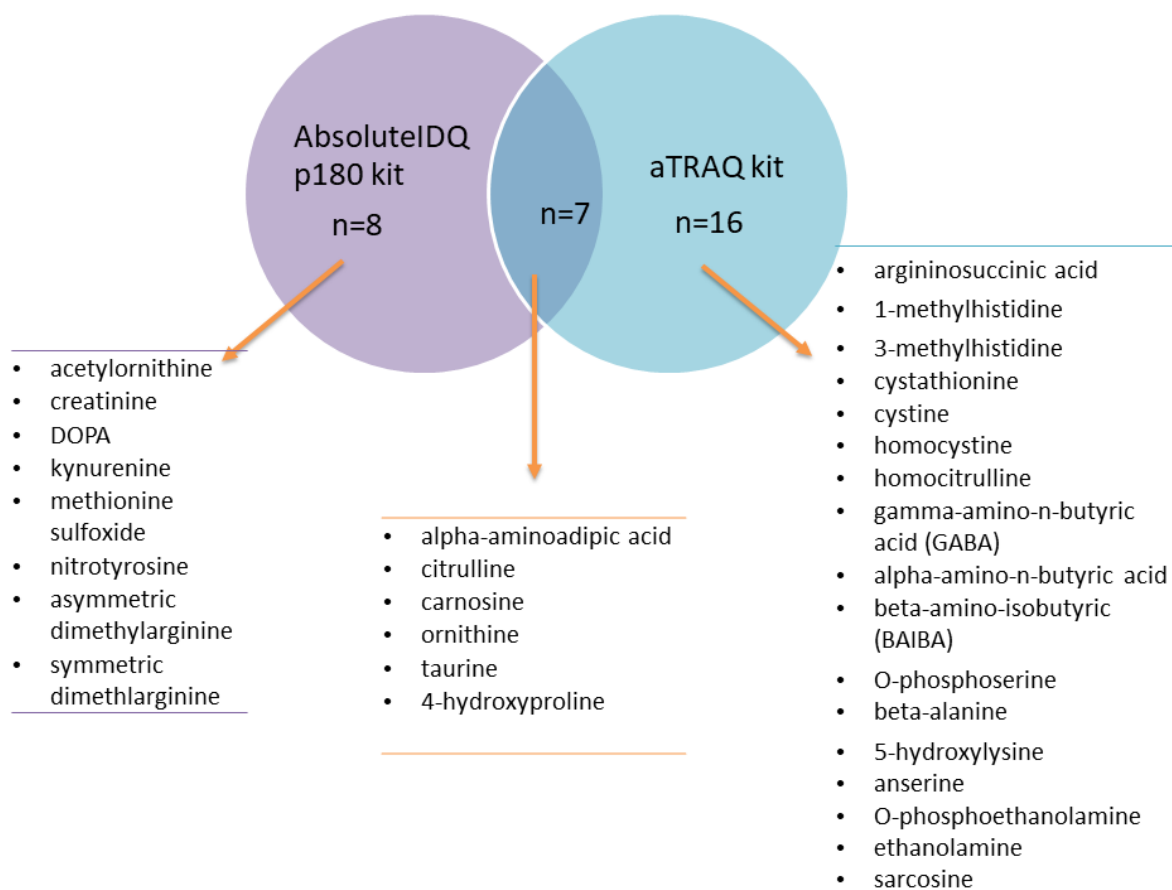 AbsoluteIDQ
p180 kit
n=8
n=7
aTRAQ kit
n=16
• acetylornithine
• creatinine
• DOPA
• kynurenine
• methionine
sulfoxide
• nitrotyrosine
• asymmetric
dimethylarginine
• symmetric
dimethlarginine
• alpha-aminoadipic acid
• citrulline
• carnosine
• ornithine
• taurine
• 4-hydroxyproline
• argininosuccinic acid
• 1-methylhistidine
• 3-methylhistidine
• cystathionine
• cystine
• homocystine
• homocitrulline
• gamma-amino-n-butyric
acid (GABA)
• alpha-amino-n-butyric acid
• beta-amino-isobutyric
(BAIBA)
• O-phosphoserine
• beta-alanine
• 5-hydroxylysine
• anserine
• O-phosphoethanolamine
• ethanolamine
• sarcosine